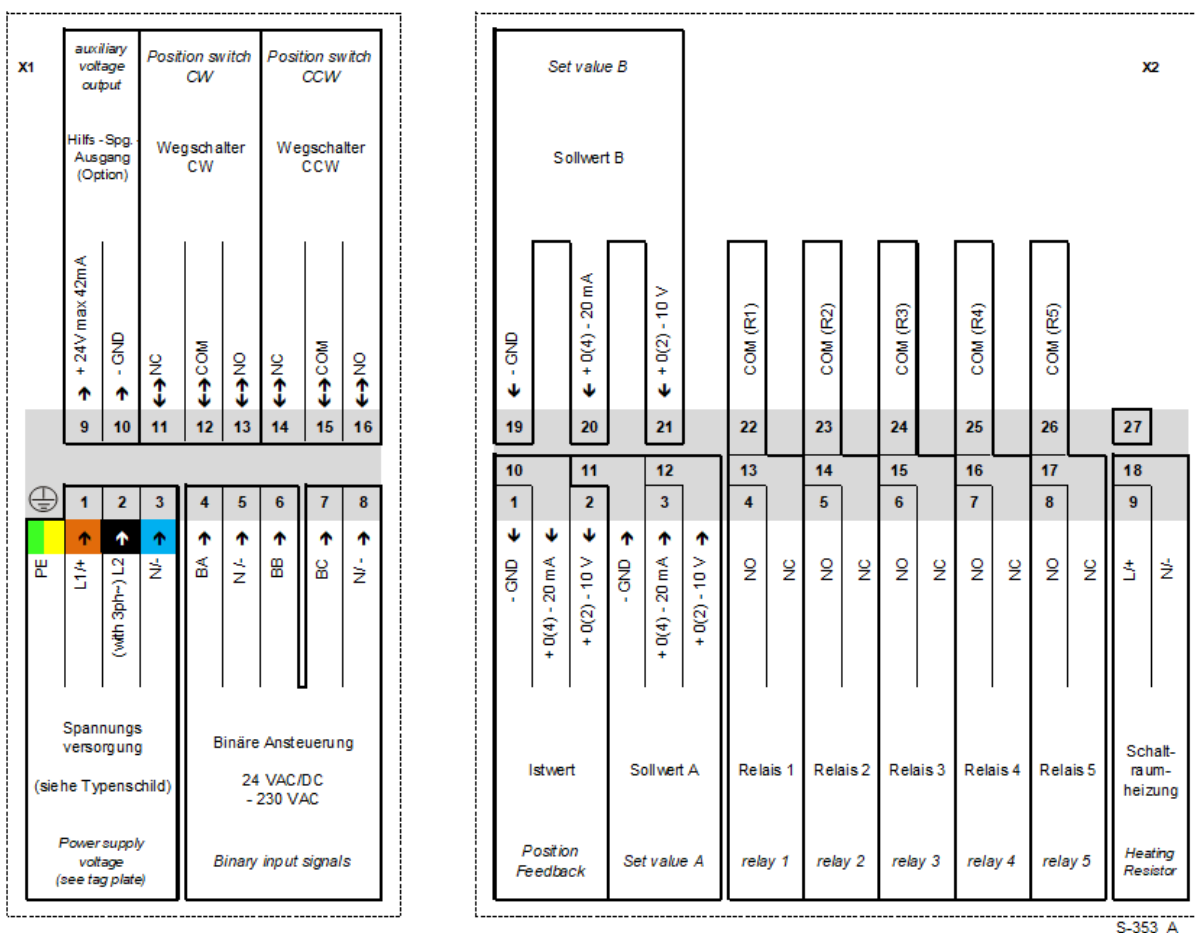 X1
auxiliary
voltage
output
Position switch
CW
Position switch
CCW
Hilfs -Spg. -
Ausgang
(Option)
Wegschalter
CW
Wegschalter
CCW
+ 24V max 42mA
- GND
NC
COM
NO
NC
COM
NO
9 10 11 12 13 14 15 16
1 2 3 4 5 6 7 8
PE
L1/+
(with 3ph~) L2
N/-
BA
N /-
BB
BC
N/ -
Spannungs
versorgung
(siehe Typenschild)
Power supply
voltage
(see tag plate)
Binäre Ansteuerung
24 VAC/DC
- 230 VAC
Binary input signals
X2
Set value B
Sollwert B
- GND
+ 0(4) - 20 mA
+ 0(2) - 10 V
COM (R1)
COM (R2)
COM (R3)
COM (R4)
COM (R5)
19 20 21 22 23 24 25 26 27
10 11 12 13 14 15 16 17 18
1 2 3 4 5 6 7 8 9
- GND
+ 0(4) - 20 mA
+ 0(2) - 10 V
- GND
+ 0(4) - 20 mA
+ 0(2) - 10 V
NO
NC
NO
NC
NO
NC
NO
NC
NO
NC
L/+
N/-
Istwert
Sollwert A
Relais 1
Relais 2
Relais 3
Relais 4
Relais 5
Schalt-
raum-
heizung
Position
Feedback
Set value A
relay 1
relay 2
relay 3
relay 4
relay 5
Heating
Resistor
S-353_A